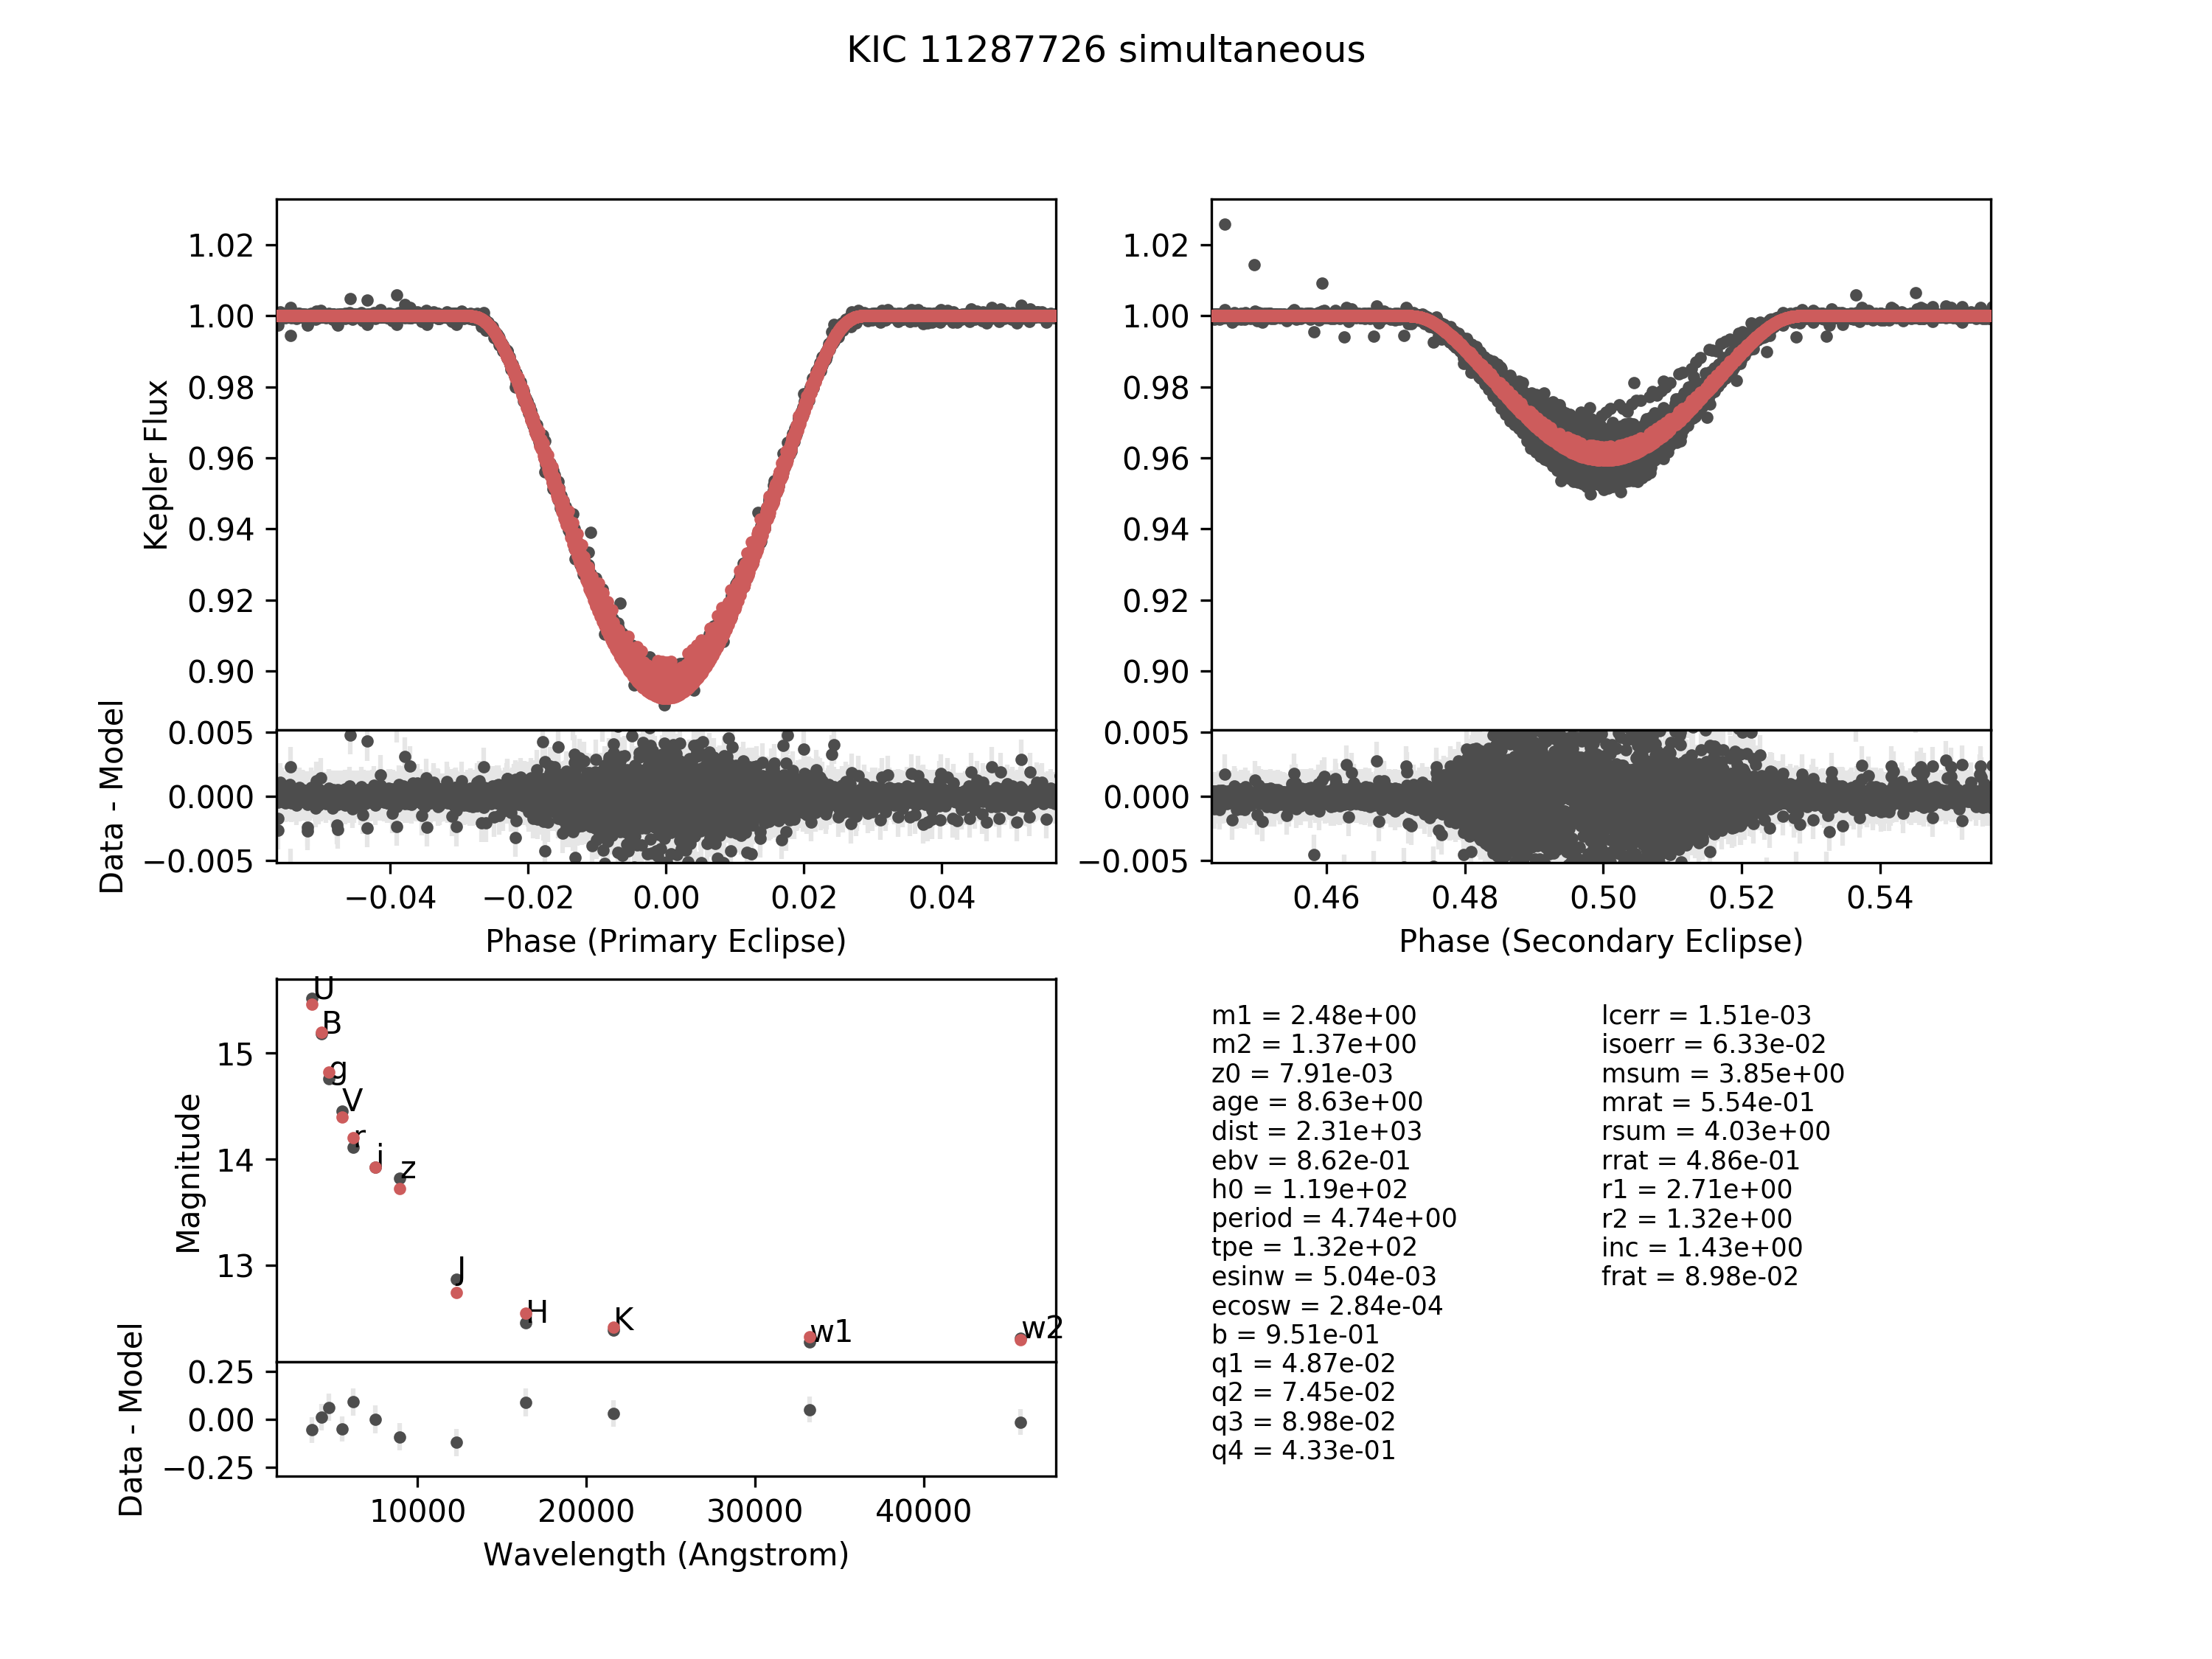 KIC 11287726 simultaneous
1.02
1.00
0.98
0.96
0.94
0.92
0.90
Kepler Flux
0.005
0.000
−0.005
Data - Model
−0.04
−0.02
0.00
0.02
0.04
Phase (Primary Eclipse)
1.02
1.00
0.98
0.96
0.94
0.92
0.90
0.005
0.000
−0.005
0.46
0.48
0.50
0.52
0.54
Phase (Secondary Eclipse)
15
14
13
Magnitude
U
B
g
V
r
i
z
J
H
K
w1
w2
0.25
0.00
−0.25
Data - Model
10000
20000
30000
40000
Wavelength (Angstrom)
m1 = 2.48e+00
m2 = 1.37e+00
z0 = 7.91e-03
age = 8.63e+00
dist = 2.31e+03
ebv = 8.62e-01
h0 = 1.19e+02
period = 4.74e+00
tpe = 1.32e+02
esinw = 5.04e-03
ecosw = 2.84e-04
b = 9.51e-01
q1 = 4.87e-02
q2 = 7.45e-02
q3 = 8.98e-02
q4 = 4.33e-01
lcerr = 1.51e-03
isoerr = 6.33e-02
msum = 3.85e+00
mrat = 5.54e-01
rsum = 4.03e+00
rrat = 4.86e-01
r1 = 2.71e+00
r2 = 1.32e+00
inc = 1.43e+00
frat = 8.98e-02